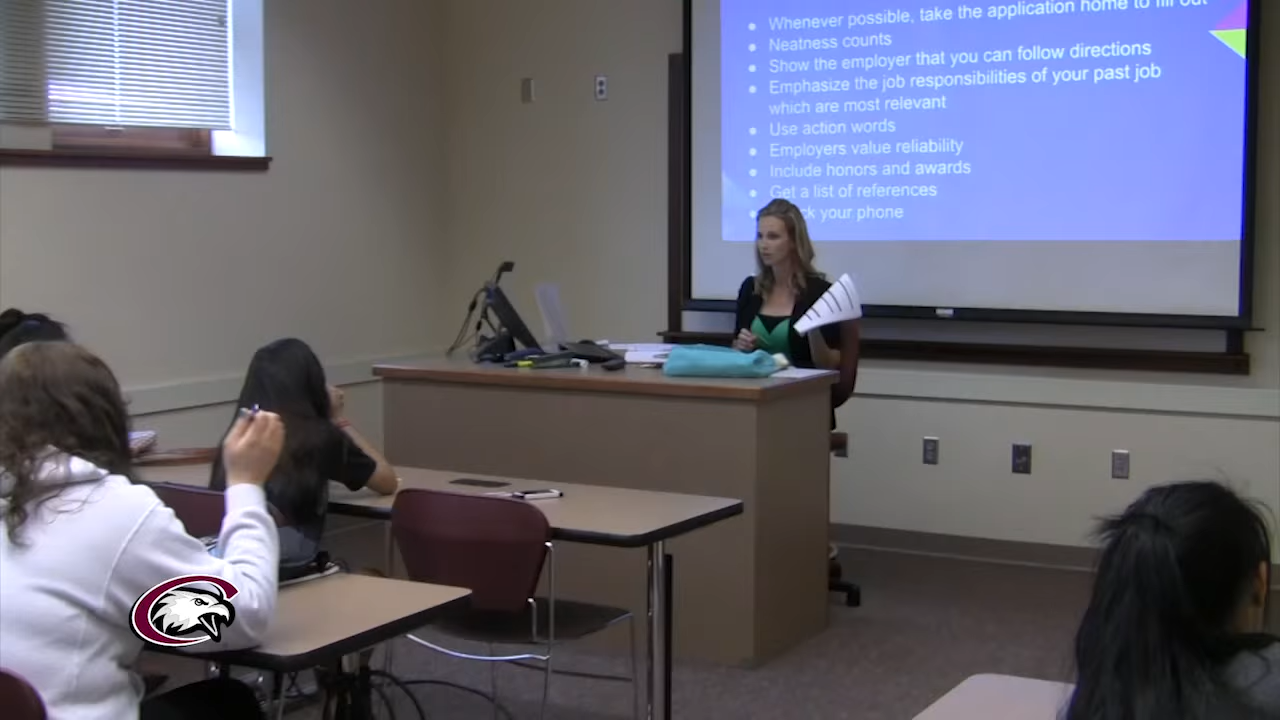 Whenever possible, take the application home to fill out
Neatness counts
Show the employer that you can follow directions
Emphasize the job responsibilities of your past job
which are most relevant
Use action words
Employers value reliability
Include honors and awards
Get a list of references
ck your phone